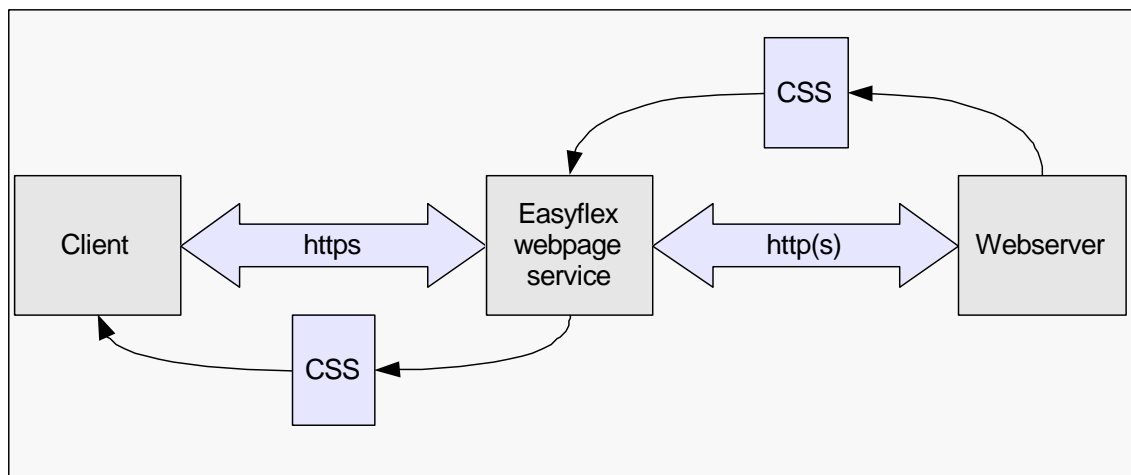 CSS
Client
https
Easyflex
webpage
service
http(s)
Webserver
CSS